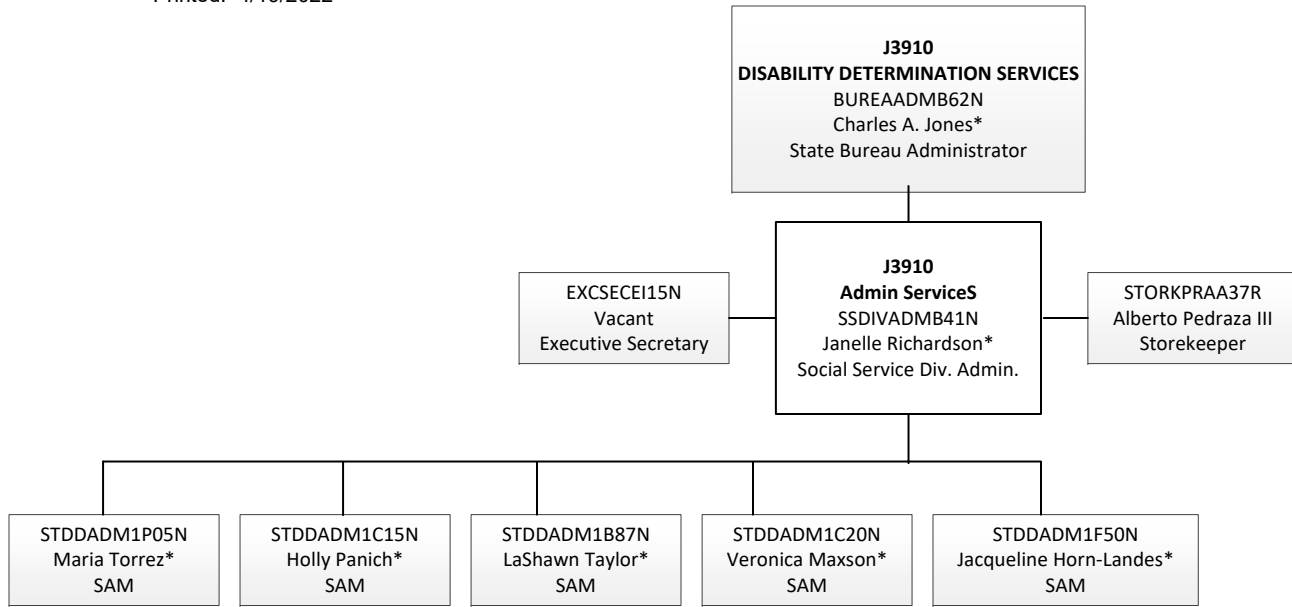 J3910
DISABILITY DETERMINATION SERVICES
BUREAADMB62N
Charles A. Jones*
State Bureau Administrator
J3910
Admin ServiceS
SSDIVADMB41N
Janelle Richardson*
Social Service Div. Admin.
EXCSECEI15N
Vacant
Executive Secretary
STORKPRAA37R
Alberto Pedraza III
Storekeeper
STDDADM1P05N
Maria Torrez*
SAM
STDDADM1C15N
Holly Panich*
SAM
STDDADM1B87N
LaShawn Taylor*
SAM
STDDADM1C20N
Veronica Maxson*
SAM
STDDADM1F50N
Jacqueline Horn-Landes*
SAM